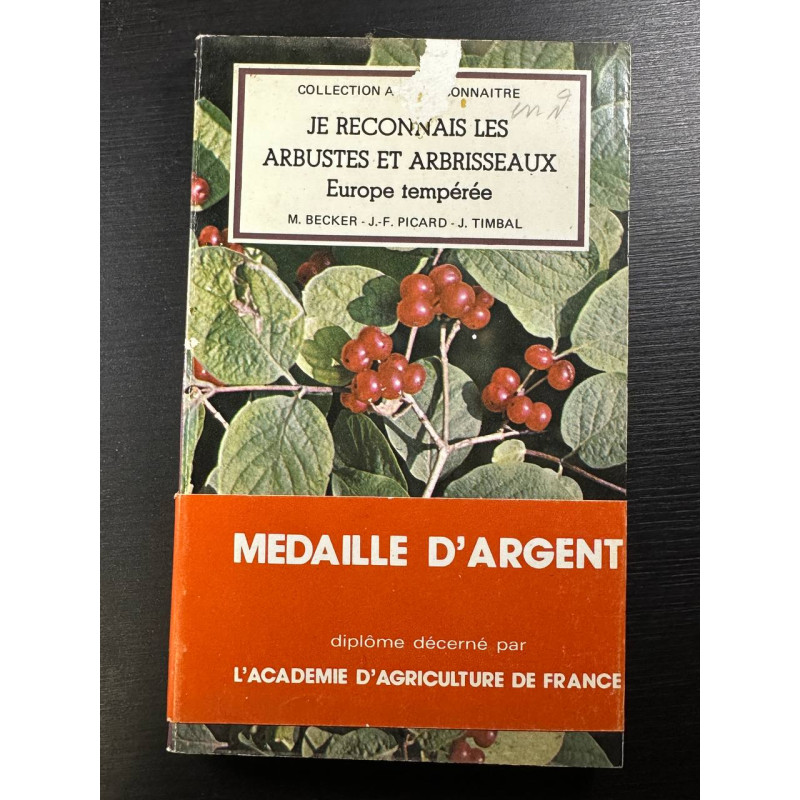 COLLECTION A CONNAITRE
JE RECONNAIS LES
ARBUSTES ET ARBRISSEAUX
Europe tempérée
M. BECKER - J.-F. PICARD - J. TIMBAL
MEDAILLE D'ARGENT
diplôme décerné par
L'ACADEMIE D'AGRICULTURE DE FRANCE